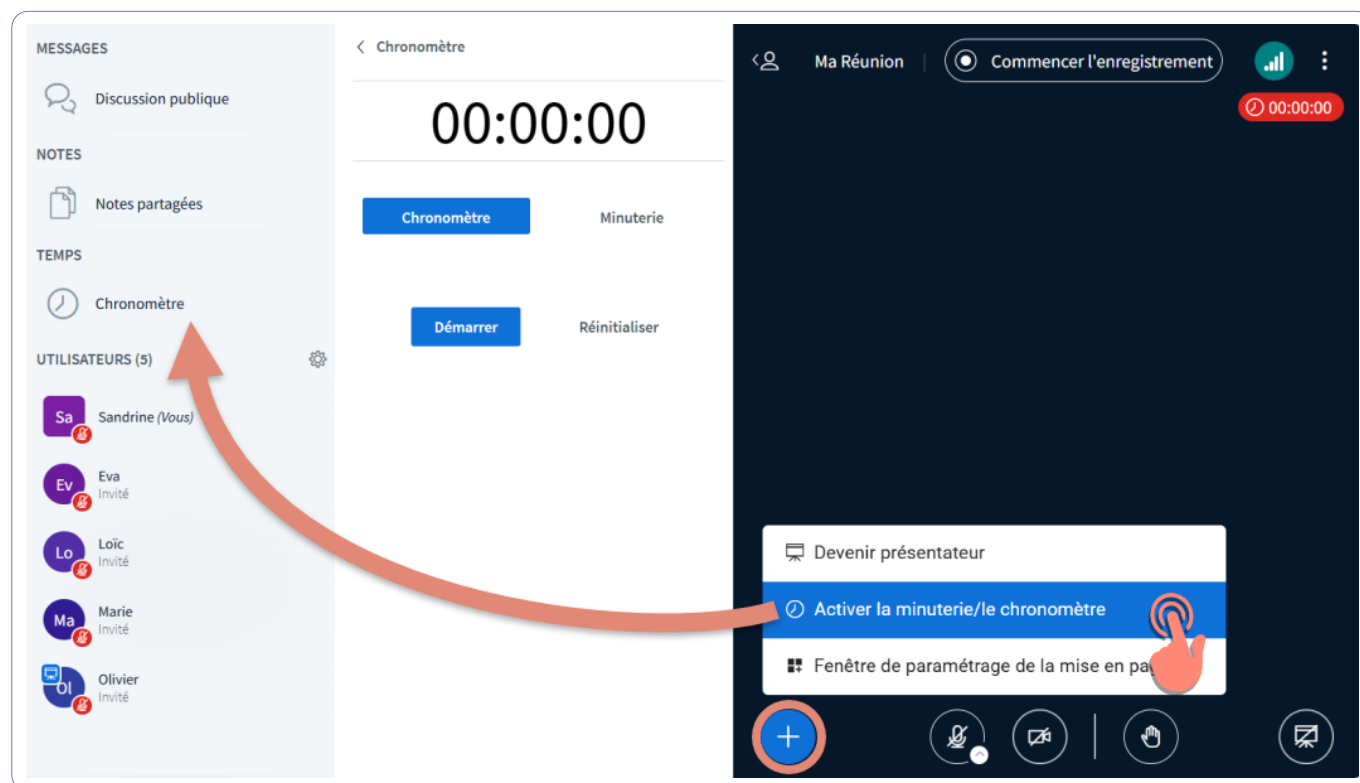 MESSAGES
Discussion publique
NOTES
Notes partagées
TEMPS
Chronomètre
UTILISATEURS (5)
Sa
Sandrine (Vous)
Ev
Eva
Invité
Lo
Loïc
Invité
Ma
Marie
Invité
Ol
Olivier
Invité
Chronomètre
00:00:00
Chronomètre Minuterie
Démarrer Réinitialiser
Ma Réunion
Commencer l'enregistrement
00:00:00
Devenir présentateur
Activer la minuterie/le chronomètre
Fenêtre de paramétrage de la mise en